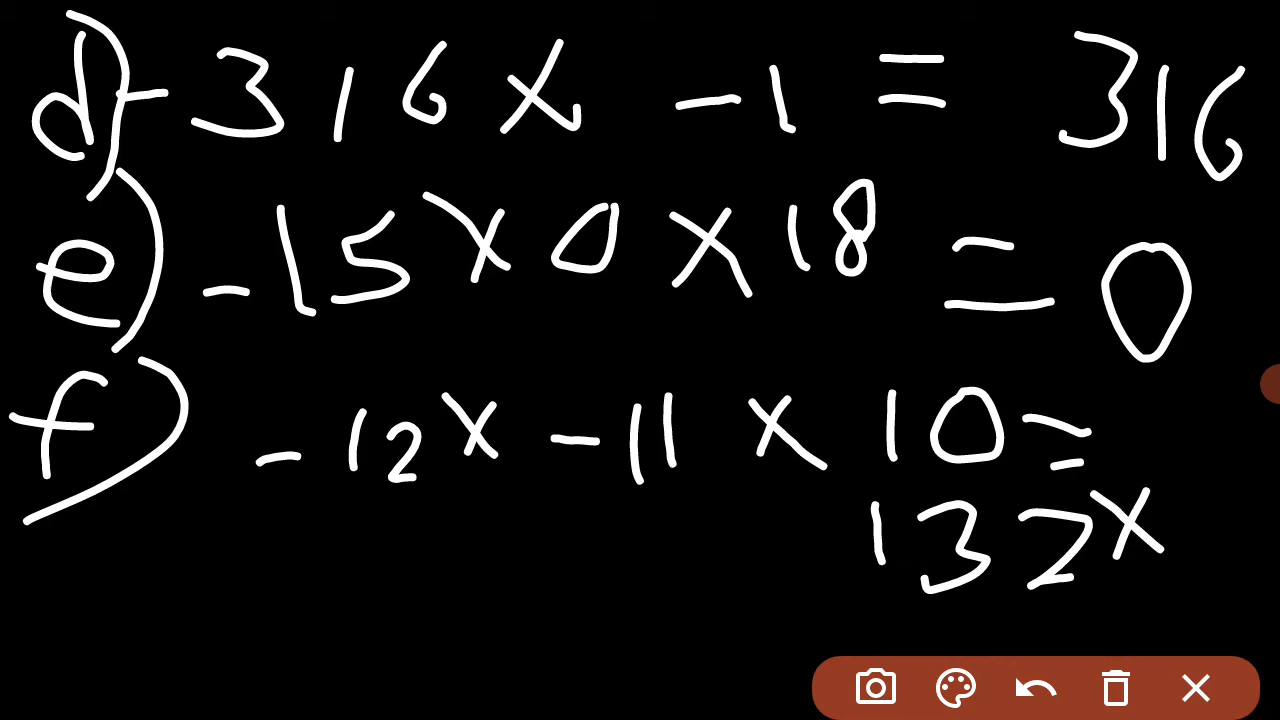 d) -316 x -1 = 316
e) -15 x 0 x 18 = 0
f) -12 x -11 x 10 =
132 x